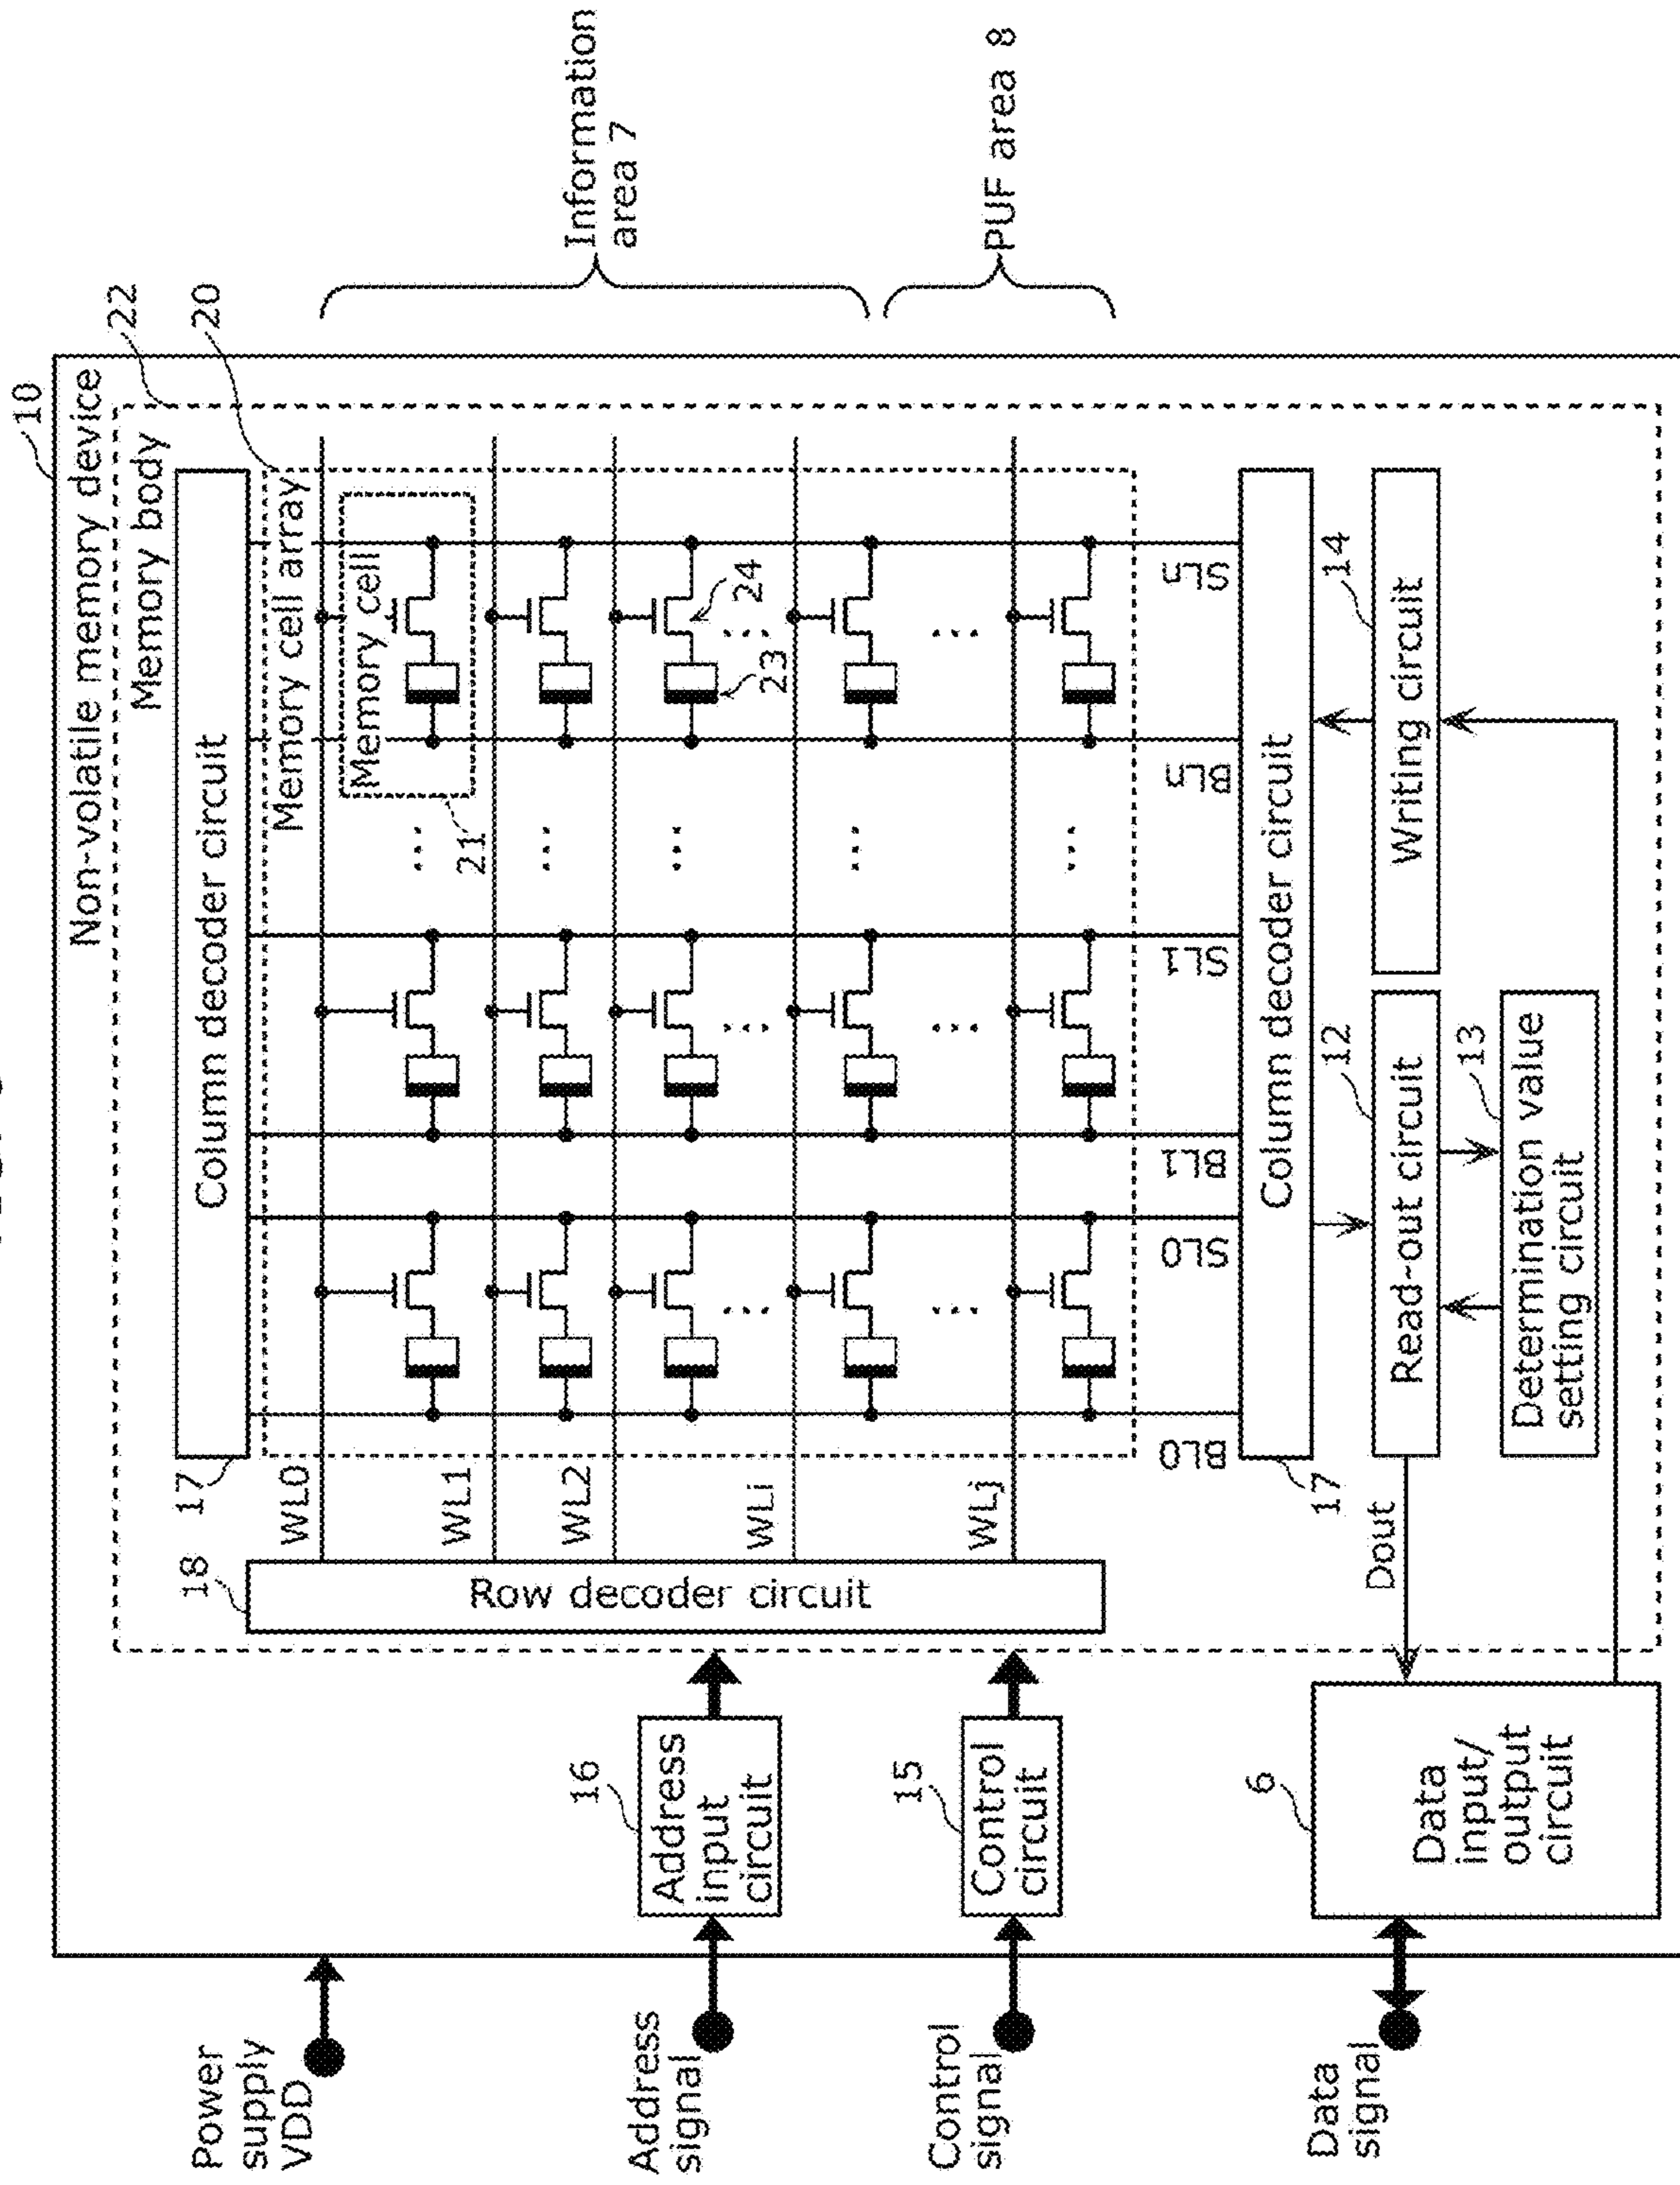 10
Non-volatile memory device
22
Memory body
17
Column decoder circuit
20
Memory cell array
Memory cell
21
18
Row decoder circuit
WL0
WL1
WL2
WLi
WLj
24
23
Information
area 7
PUF area 8
BL0
SL0
BL1
SL1
BLn
SLn
17
Column decoder circuit
12
Read-out circuit
14
Writing circuit
13
Determination value
setting circuit
Dout
Power
supply
VDD
Address
signal
16
Address
input
circuit
Control
signal
15
Control
circuit
Data
signal
6
Data
input/
output
circuit